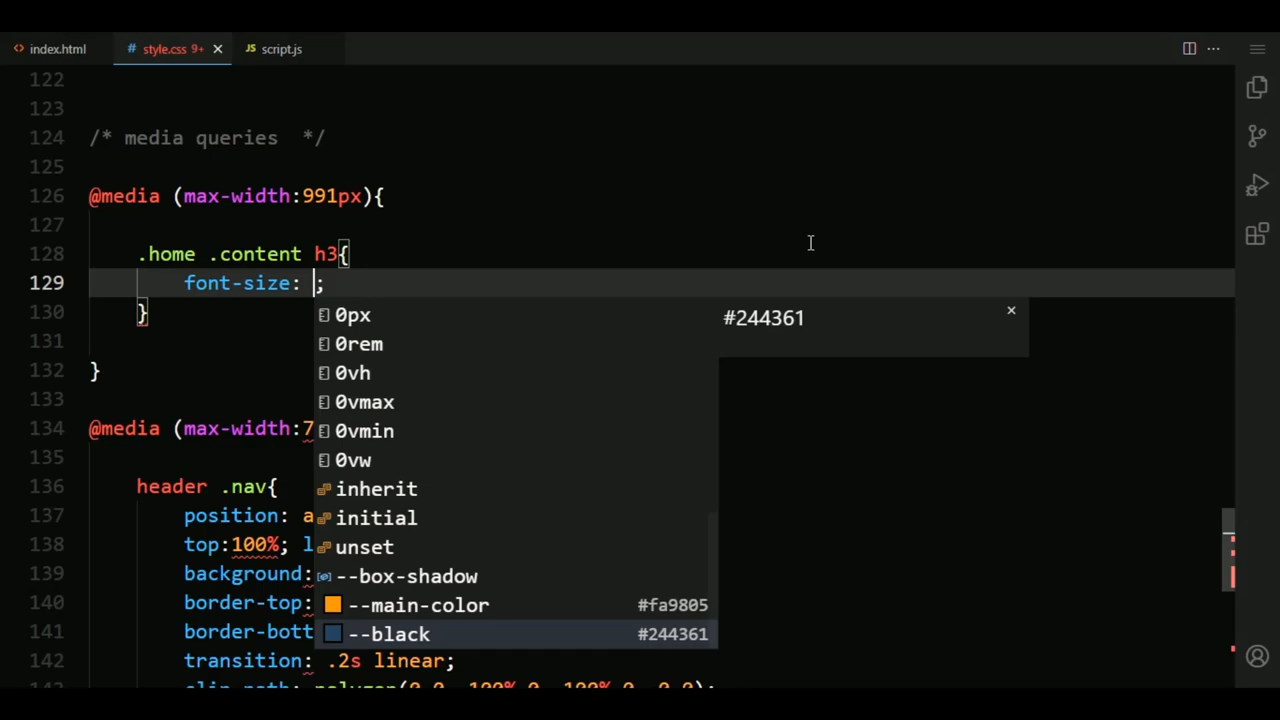 index.html
style.css 9+
JS script.js
122
123
124 /* media queries */
125
126 @media (max-width:991px){
127
128 .home .content h3{
129 font-size: ;
130 }
131
132 }
133
134 @media (max-width:7
135
136 header .nav{
137 position: a
138 top:100%; l
139 background:
140 border-top:
141 border-bott
142 transition: .2s linear;
0px
0rem
0vh
0vmax
0vmin
0vw
inherit
initial
unset
--box-shadow
--main-color #fa9805
--black #244361
#244361